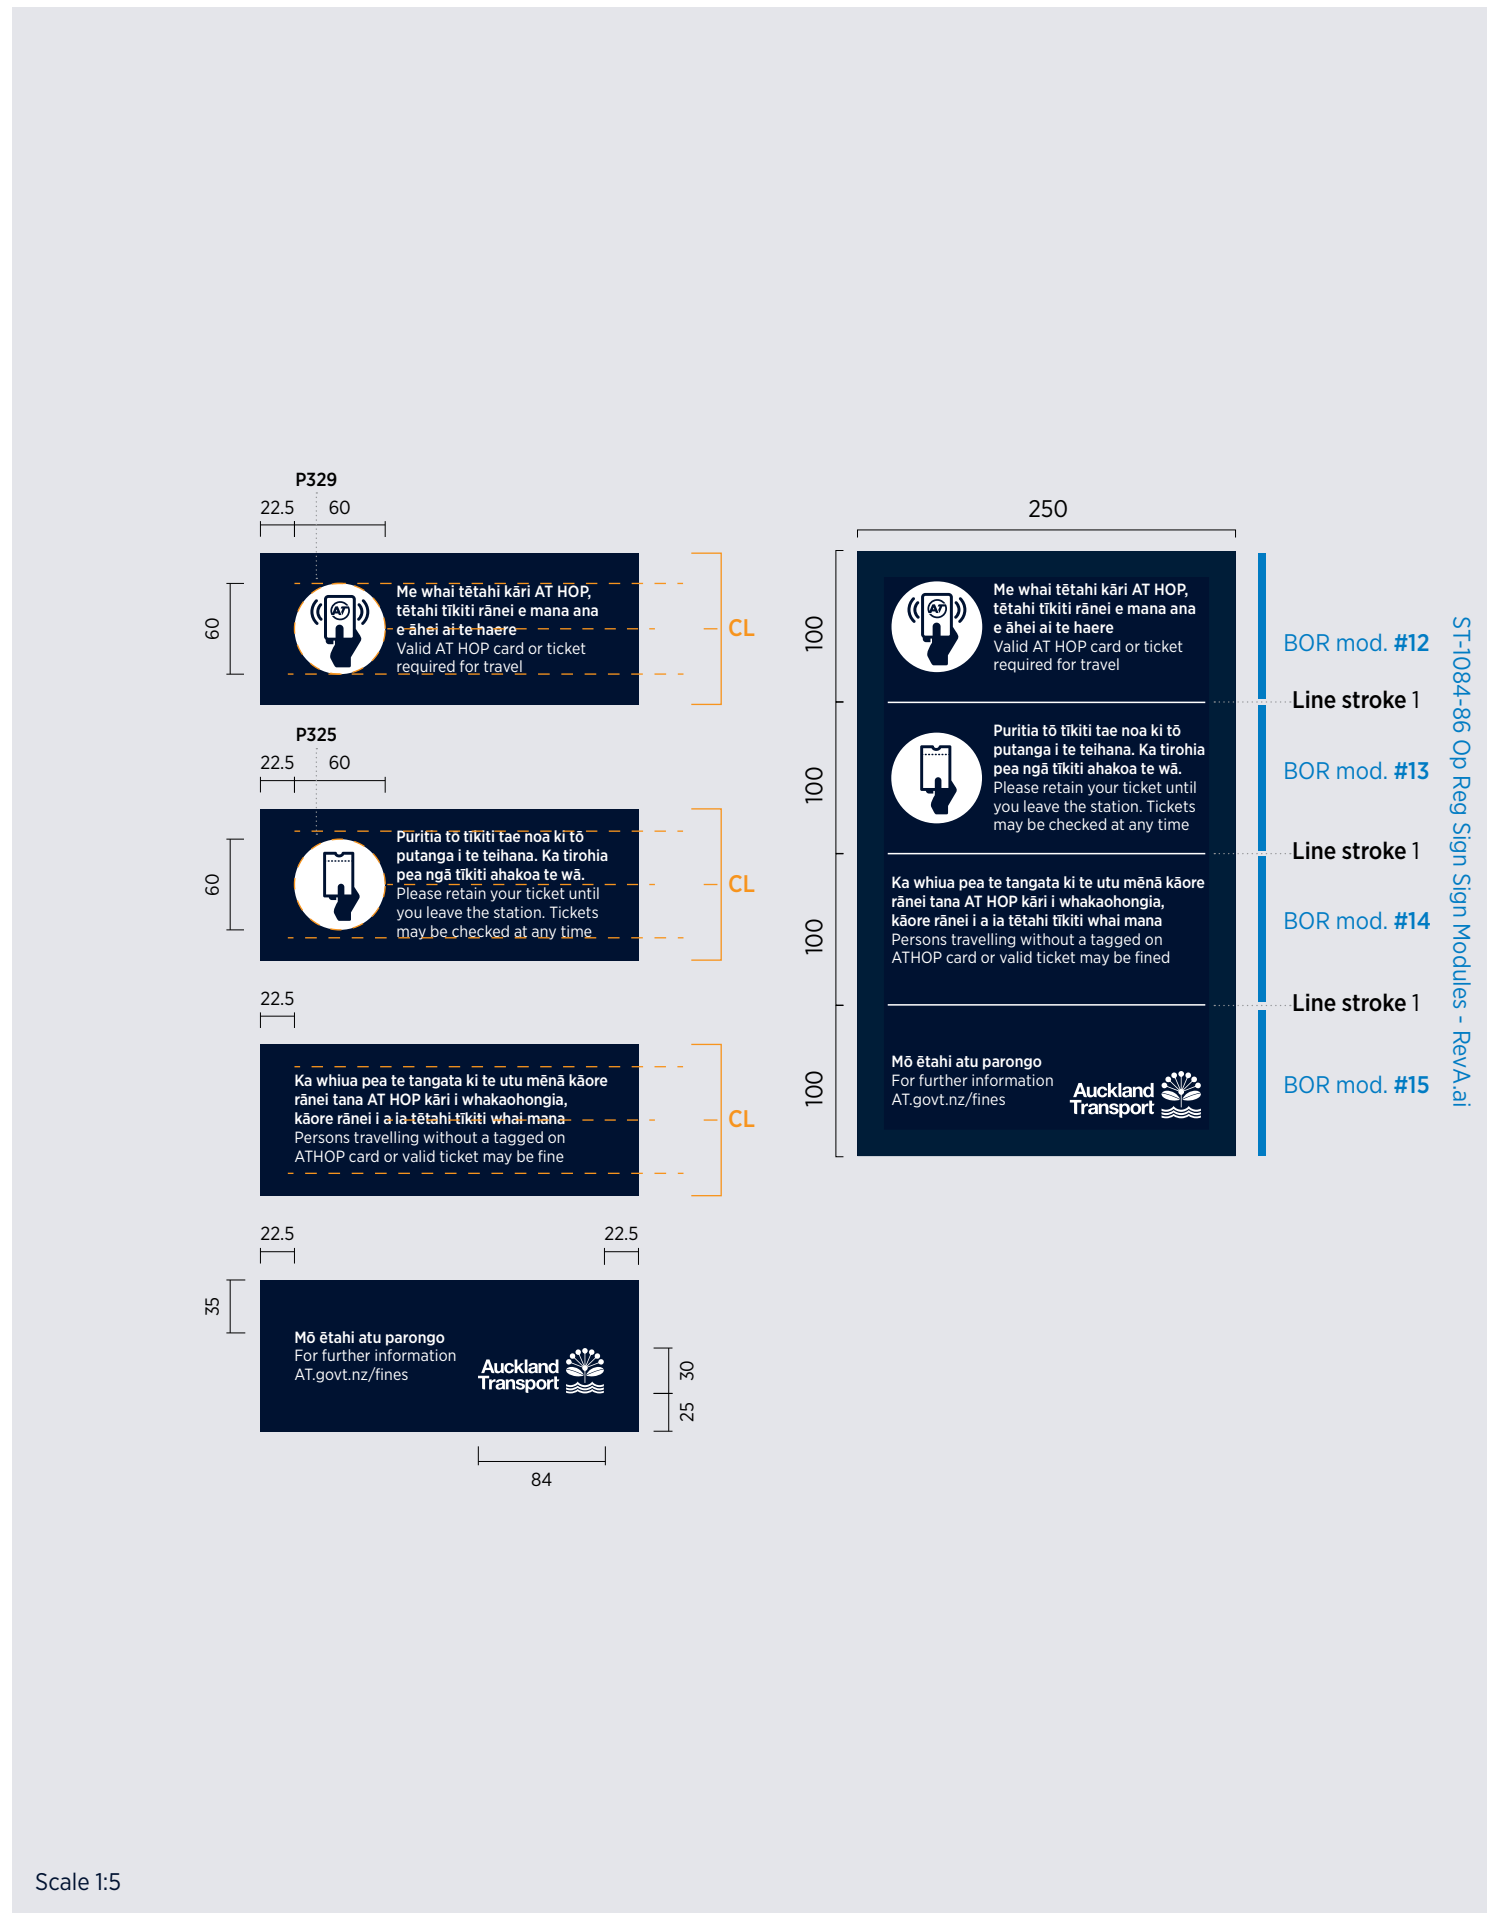 P329
22.5 60
60
Me whai tētahi kāri AT HOP,
tētahi tīkiti rānei e mana ana
e āhei ai te haere
Valid AT HOP card or ticket
required for travel
AT
CL
P325
22.5 60
60
Puritia tō tīkiti tae noa ki tō
putanga i te teihana. Ka tirohia
pea ngā tīkiti ahakoa te wā.
Please retain your ticket until
you leave the station. Tickets
may be checked at any time
CL
22.5
Ka whiua pea te tangata ki te utu mēnā kāore
rānei tana AT HOP kāri i whakaohongia,
kāore rānei i a ia tētahi tīkiti whai mana
Persons travelling without a tagged on
ATHOP card or valid ticket may be fine
CL
22.5 22.5
35
Mō ētahi atu parongo
For further information
AT.govt.nz/fines
Auckland
Transport
30
25
84
250
100
100
100
100
AT
Me whai tētahi kāri AT HOP,
tētahi tīkiti rānei e mana ana
e āhei ai te haere
Valid AT HOP card or ticket
required for travel
Puritia tō tīkiti tae noa ki tō
putanga i te teihana. Ka tirohia
pea ngā tīkiti ahakoa te wā.
Please retain your ticket until
you leave the station. Tickets
may be checked at any time
Ka whiua pea te tangata ki te utu mēnā kāore
rānei tana AT HOP kāri i whakaohongia,
kāore rānei i a ia tētahi tīkiti whai mana
Persons travelling without a tagged on
ATHOP card or valid ticket may be fined
Mō ētahi atu parongo
For further information
AT.govt.nz/fines
Auckland
Transport
BOR mod. #12
Line stroke 1
BOR mod. #13
Line stroke 1
BOR mod. #14
Line stroke 1
BOR mod. #15
ST-1084-86 Op Reg Sign Sign Modules - RevA.ai
Scale 1:5